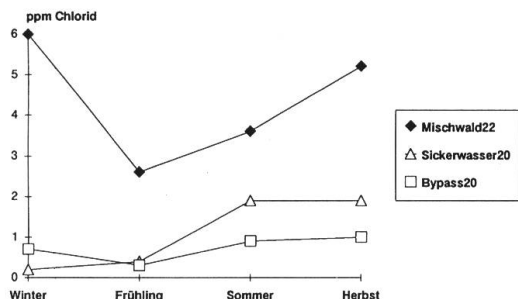 ppm Chlorid
6
5
4
3
2
1
0
Winter Frühling Sommer Herbst
Mischwald22
Sickerwasser20
Bypass20